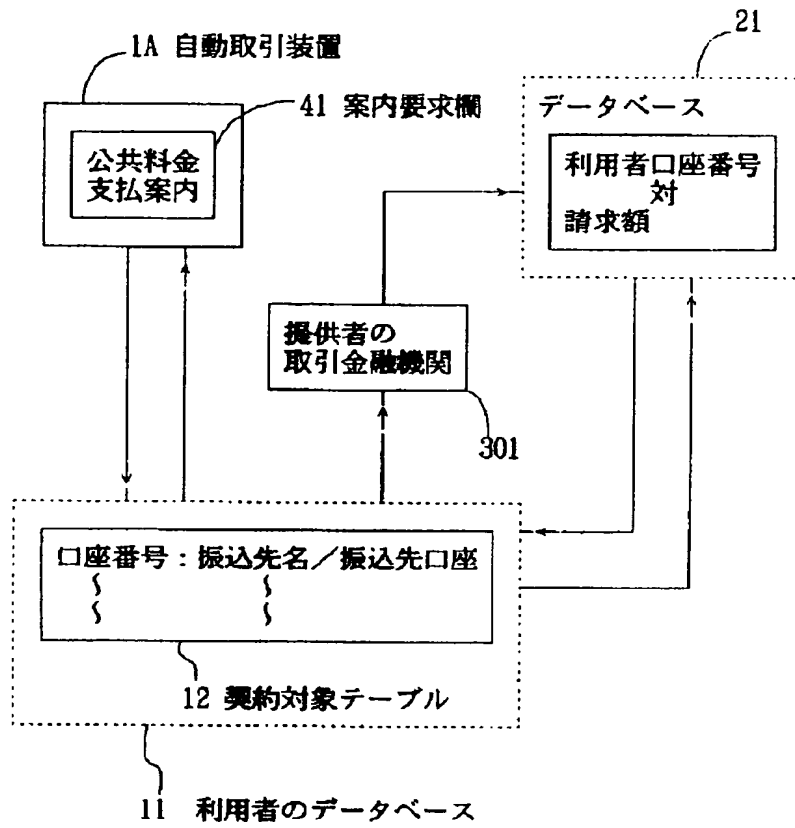 1A 自動取引装置
41 案内要求欄
公共料金
支払案内
21
データベース
利用者口座番号
対
請求額
提供者の
取引金融機関
301
口座番号:振込先名/振込先口座
12 契約対象テーブル
11 利用者のデータベース